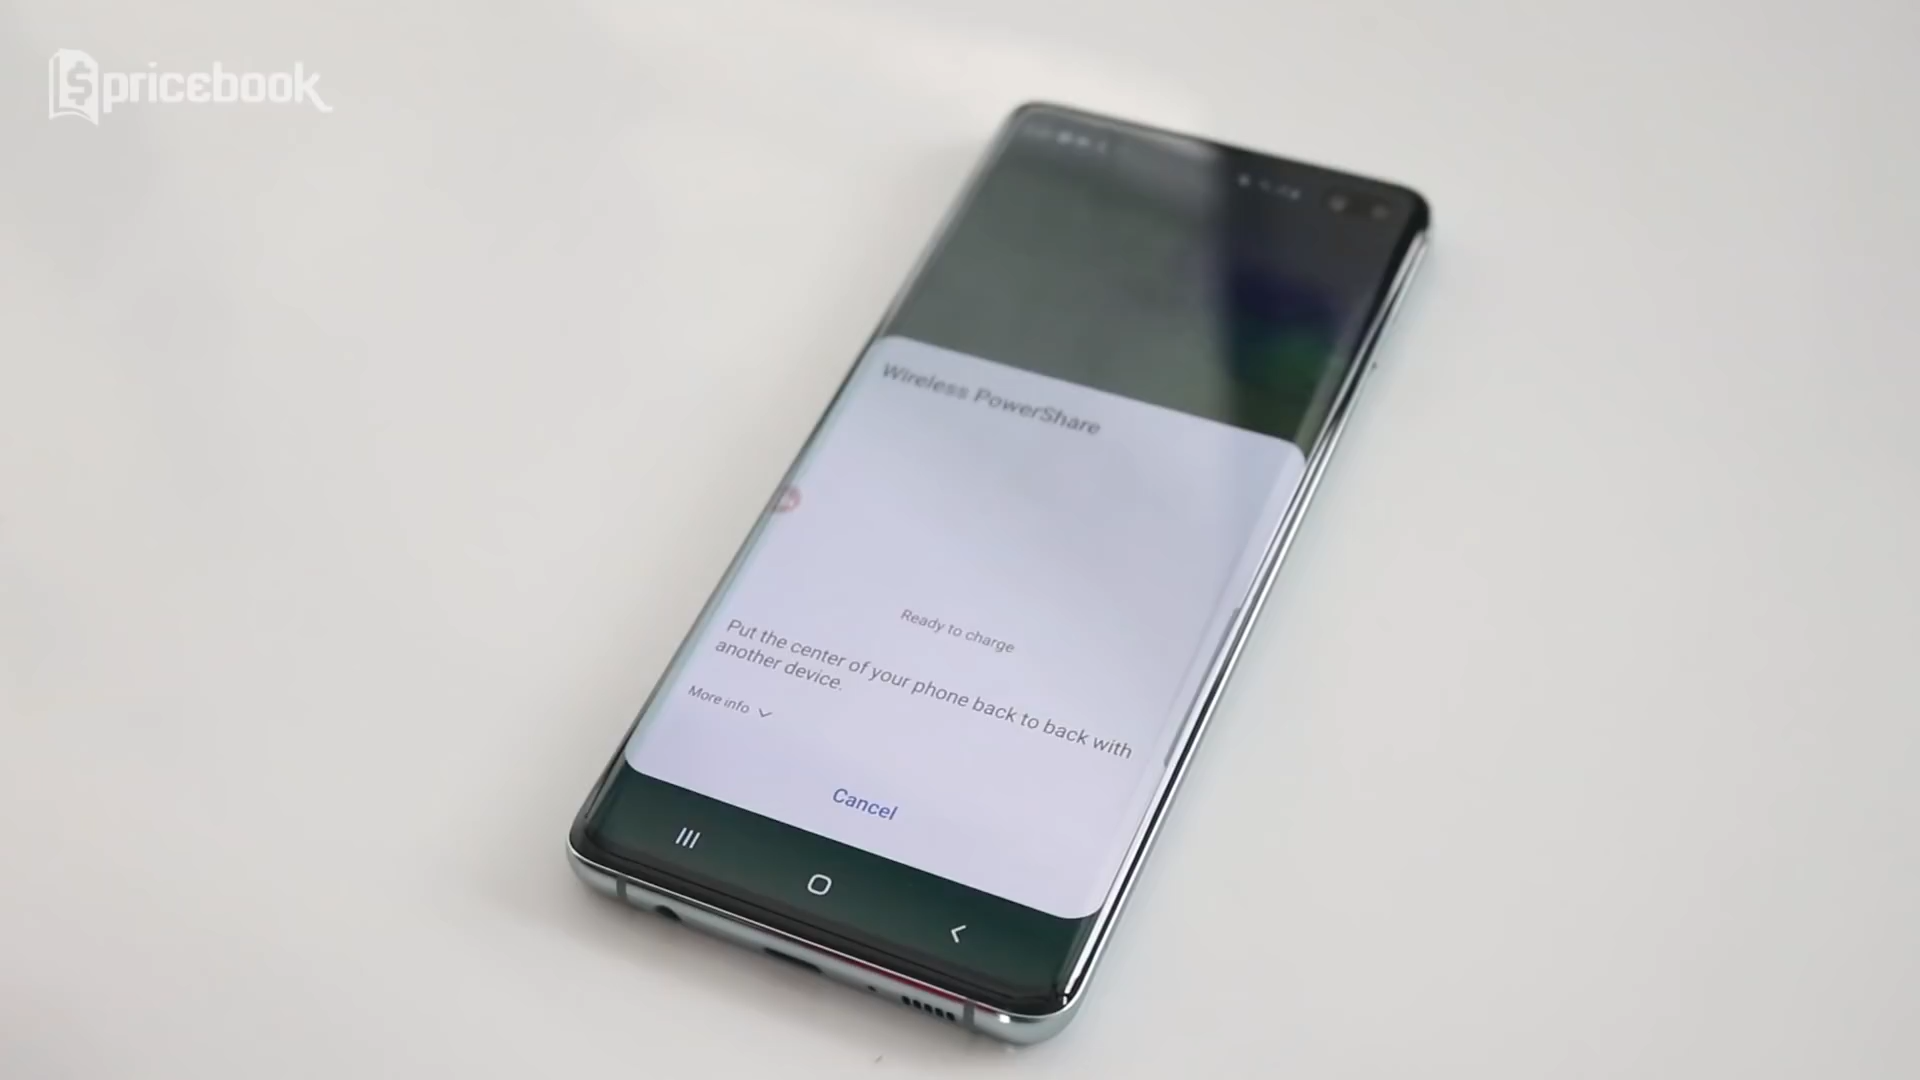 pricebook
Wireless PowerShare
Ready to charge
Put the center of your phone back to back with
another device.
More info
Cancel